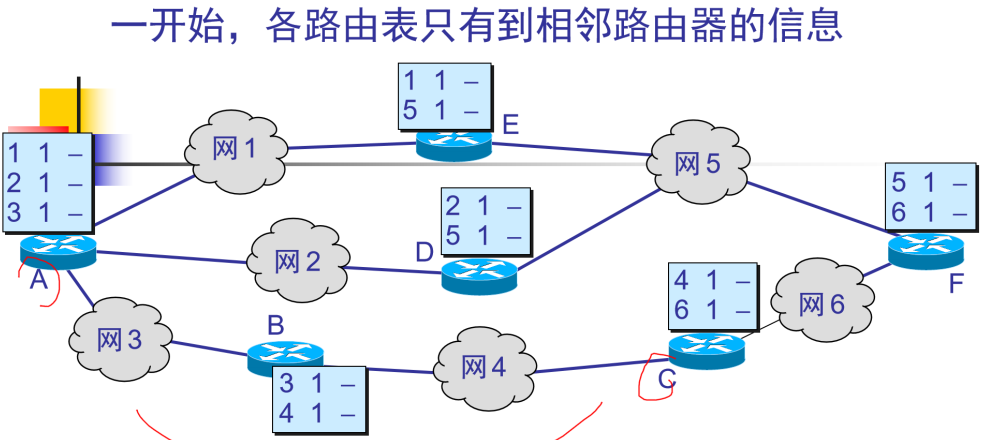 一开始，各路由表只有到相邻路由器的信息
1 1 –
5 1 –
E
网1
网5
1 1 –
2 1 –
3 1 –
A
5 1 –
6 1 –
F
2 1 –
5 1 –
D
网2
4 1 –
6 1 –
C
网6
网3
B
3 1 –
4 1 –
网4